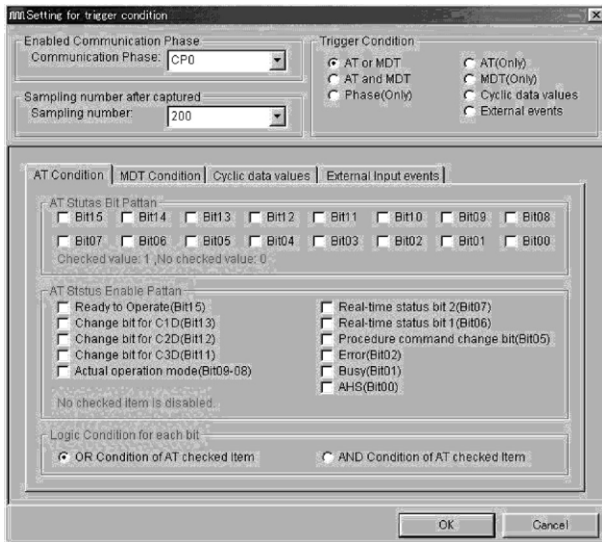 Setting for trigger condition
Enabled Communication Phase
Communication Phase: CP0
Sampling number after captured
Sampling number: 200
Trigger Condition
AT or MDT
AT(Only)
AT and MDT
MDT(Only)
Phase(Only)
Cyclic data values
External events
AT Condition MDT Condition Cyclic data values External Input events
AT Stutas Bit Pattan
Bit15 Bit14 Bit13 Bit12 Bit11 Bit10 Bit09 Bit08
Bit07 Bit06 Bit05 Bit04 Bit03 Bit02 Bit01 Bit00
Checked value: 1 ,No checked value: 0
AT Ststus Enable Pattan
Ready to Operate(Bit15)
Change bit for C1D(Bit13)
Change bit for C2D(Bit12)
Change bit for C3D(Bit11)
Actual operation mode(Bit09-08)
No checked item is disabled.
Real-time status bit 2(Bit07)
Real-time status bit 1(Bit06)
Procedure command change bit(Bit05)
Error(Bit02)
Busy(Bit01)
AHS(Bit00)
Logic Condition for each bit
OR Condition of AT checked Item
AND Condition of AT checked Item
OK
Cancel